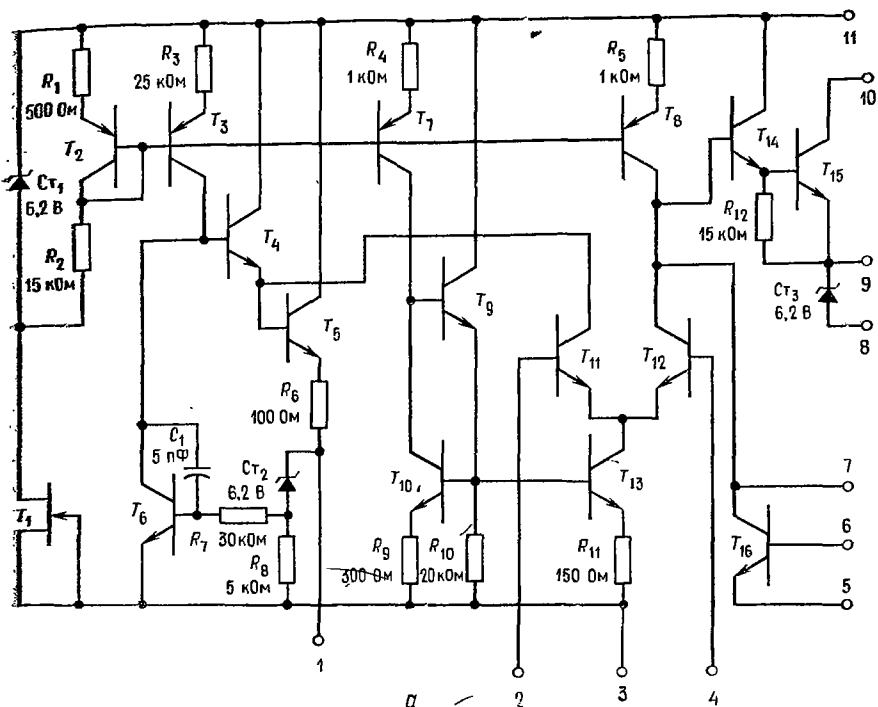 11
R1
500 Ом
R3
25 кОм
R4
1 кОм
R5
1 кОм
10
T2
T3
T7
T8
T14
T15
Ст1
6,2 В
R2
15 кОм
T4
R12
15 кОм
9
T5
T9
T11
T12
Ст3
6,2 В
8
R6
100 Ом
C1
5 пФ
Ст2
6,2 В
T10
T13
7
T1
T6
R7
30 кОм
R8
5 кОм
R9
300 Ом
R10
20 кОм
R11
150 Ом
T16
6
5
1
2
3
4
а